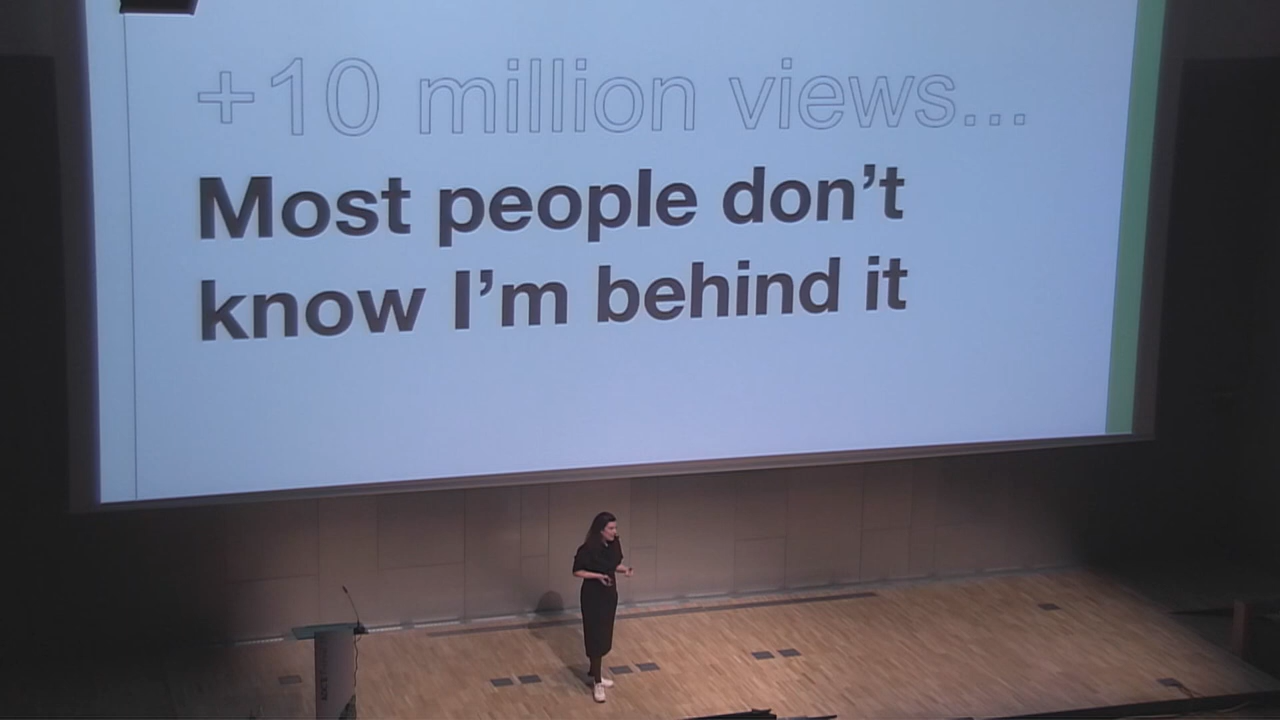 +10 million views...
Most people don’t
know I’m behind it